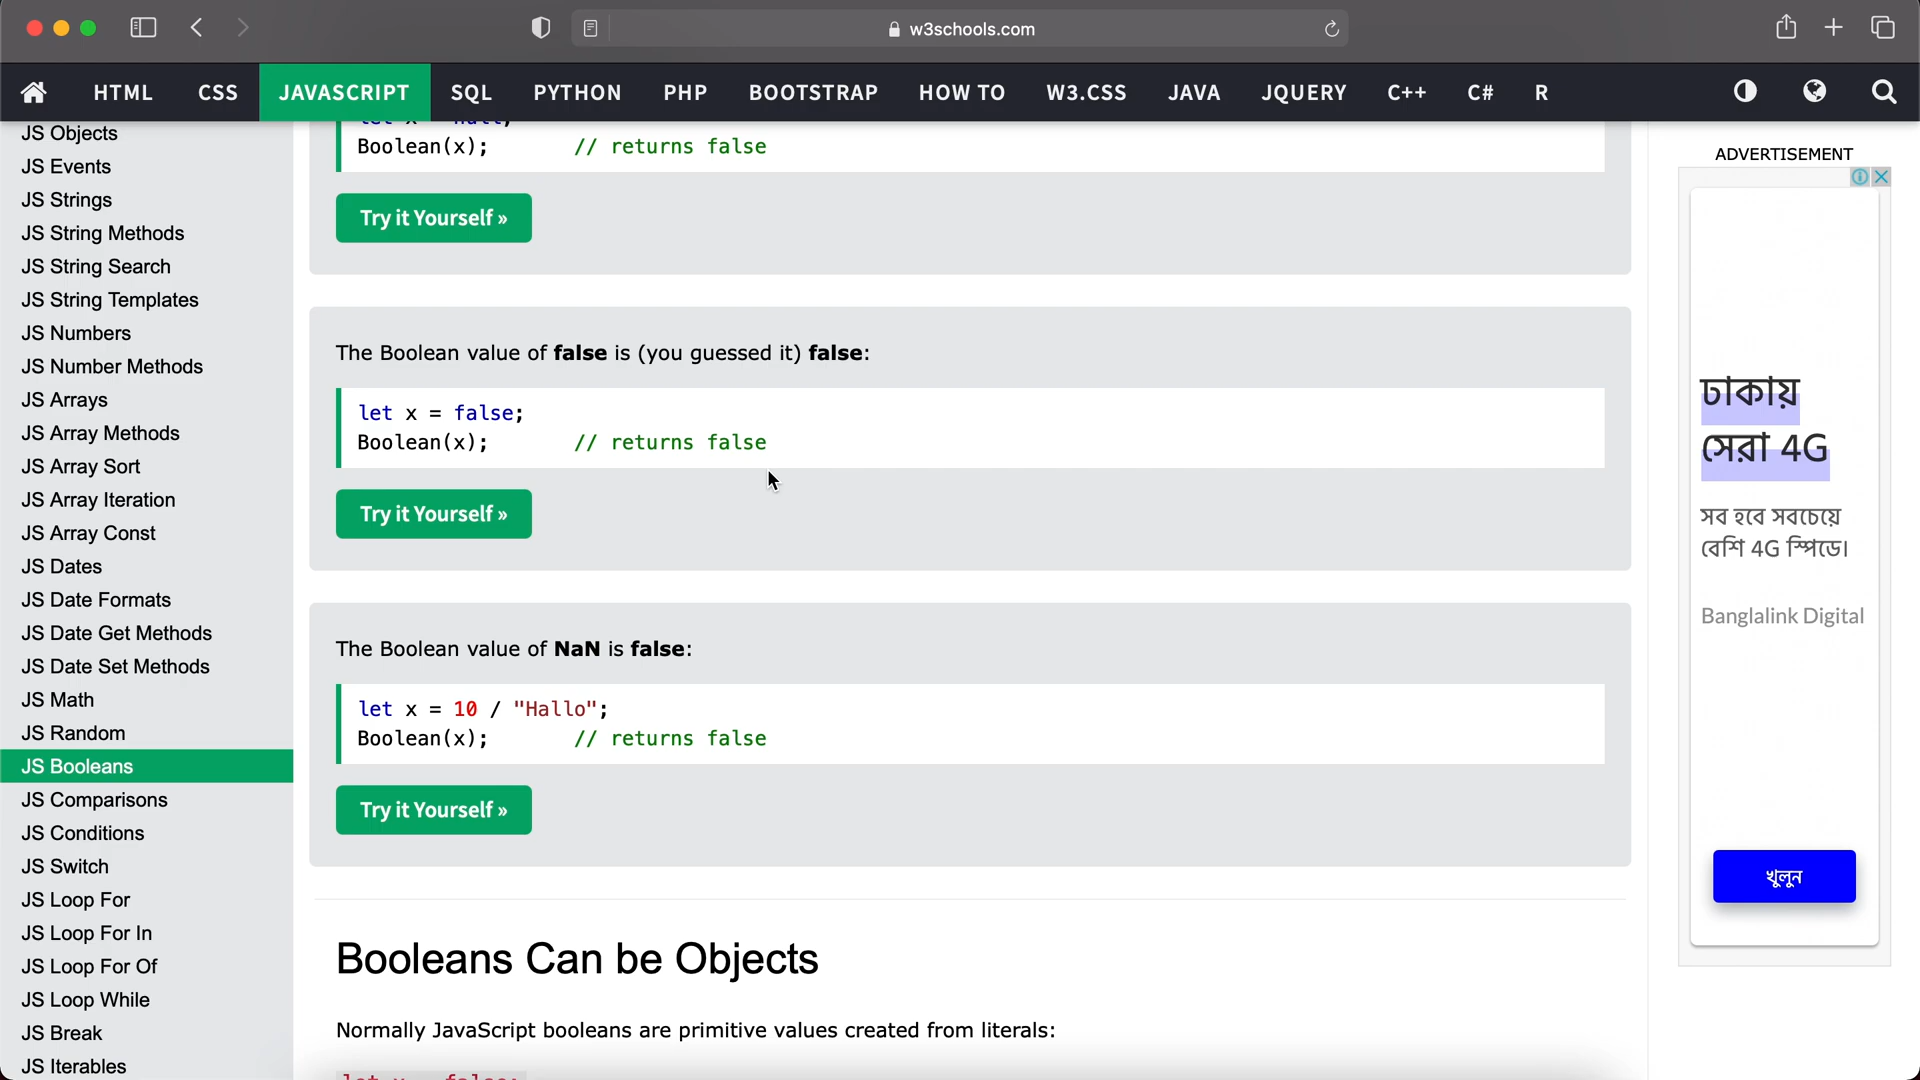 w3schools.com
HTML CSS JAVASCRIPT SQL PYTHON PHP BOOTSTRAP HOW TO W3.CSS JAVA JQUERY C++ C# R
JS Objects
JS Events
JS Strings
JS String Methods
JS String Search
JS String Templates
JS Numbers
JS Number Methods
JS Arrays
JS Array Methods
JS Array Sort
JS Array Iteration
JS Array Const
JS Dates
JS Date Formats
JS Date Get Methods
JS Date Set Methods
JS Math
JS Random
JS Booleans
JS Comparisons
JS Conditions
JS Switch
JS Loop For
JS Loop For In
JS Loop For Of
JS Loop While
JS Break
JS Iterables
Boolean(x); // returns false
Try it Yourself »
The Boolean value of false is (you guessed it) false:
let x = false;
Boolean(x); // returns false
Try it Yourself »
The Boolean value of NaN is false:
let x = 10 / "Hallo";
Boolean(x); // returns false
Try it Yourself »
Booleans Can be Objects
Normally JavaScript booleans are primitive values created from literals:
ADVERTISEMENT
ঢাকায়
সেরা 4G
সব হবে সবচেয়ে
বেশি 4G স্পিডে।
Banglalink Digital
খুলুন